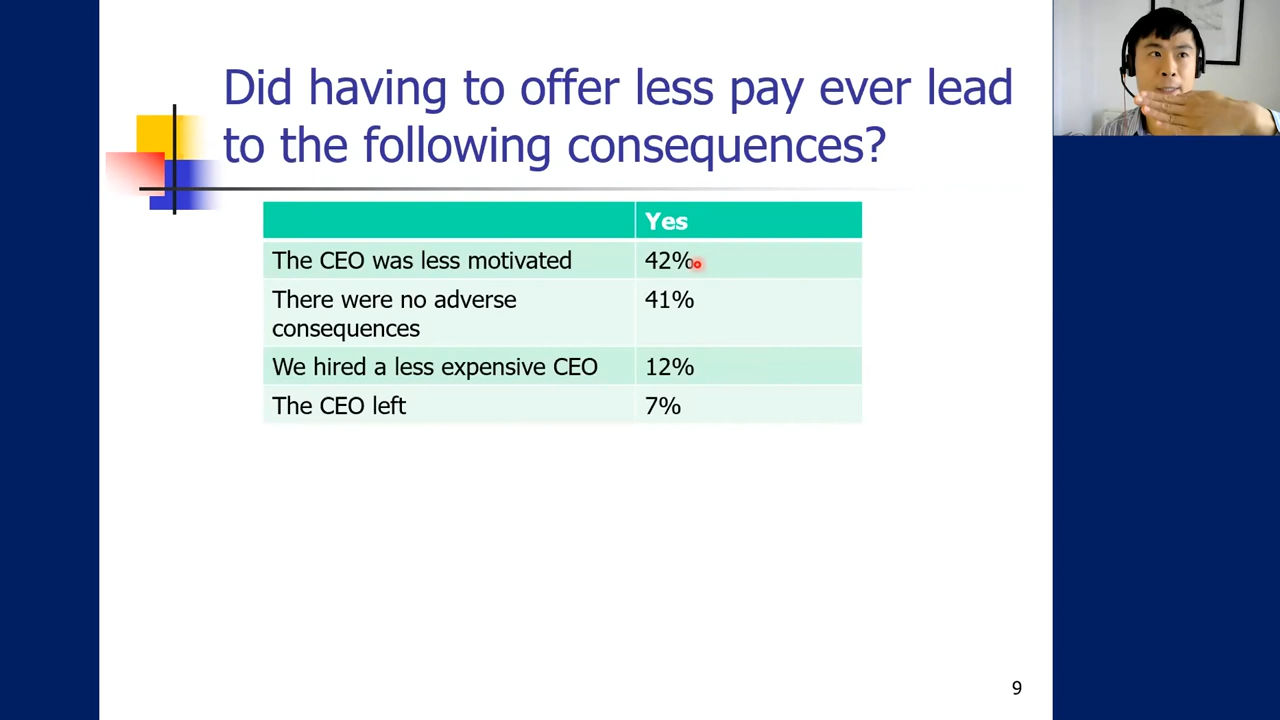 Did having to offer less pay ever lead
to the following consequences?
Yes
The CEO was less motivated
42%
There were no adverse
consequences
41%
We hired a less expensive CEO
12%
The CEO left
7%
9